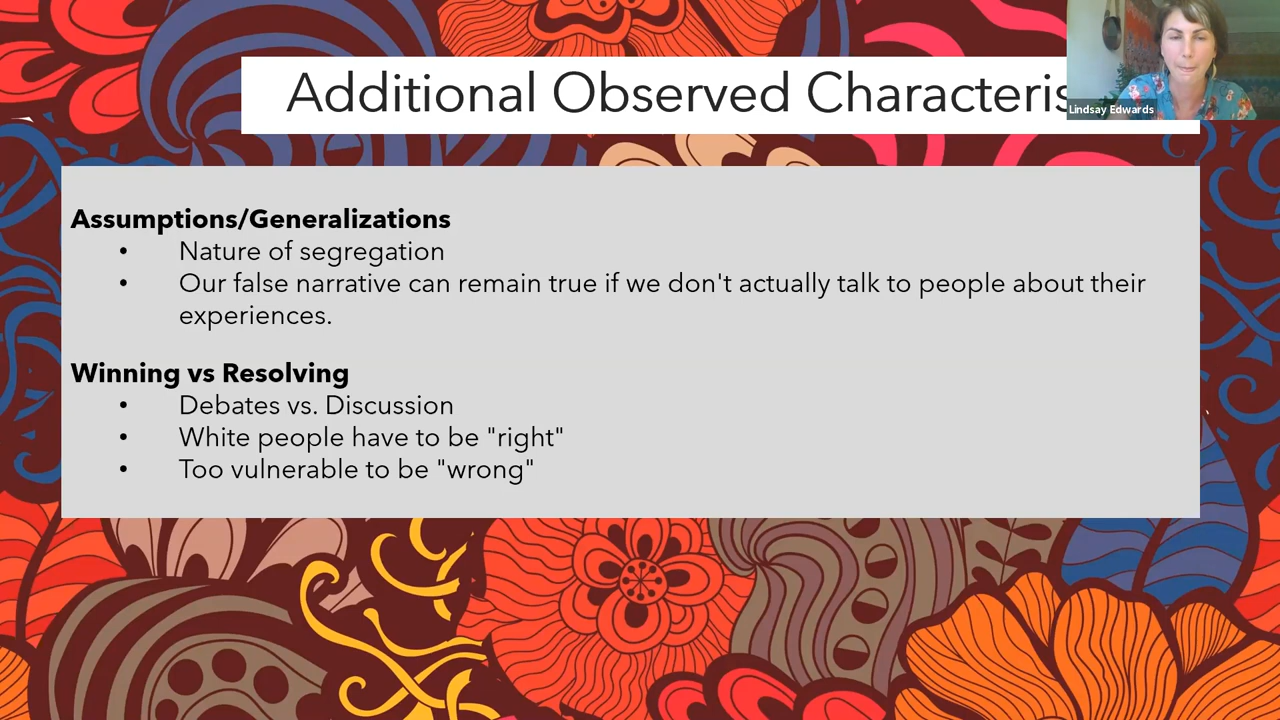 Additional Observed Characteris
Lindsay Edwards
Assumptions/Generalizations
• Nature of segregation
• Our false narrative can remain true if we don't actually talk to people about their
experiences.
Winning vs Resolving
• Debates vs. Discussion
• White people have to be "right"
• Too vulnerable to be "wrong"